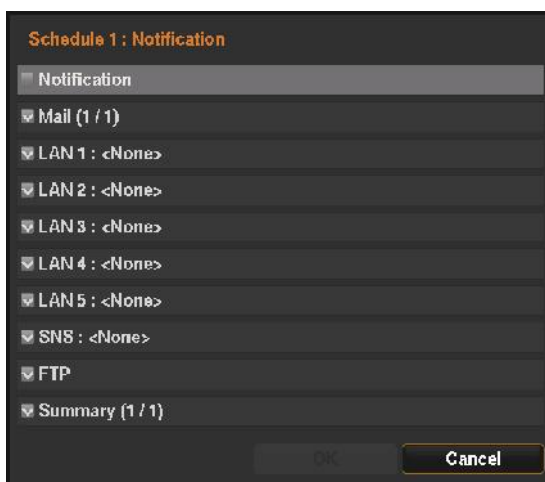 Schedule 1 : Notification
Notification
Mail (1 / 1)
LAN 1 : <None>
LAN 2 : <None>
LAN 3 : <None>
LAN 4 : <None>
LAN 5 : <None>
SNS : <None>
FTP
Summary (1 / 1)
OK Cancel